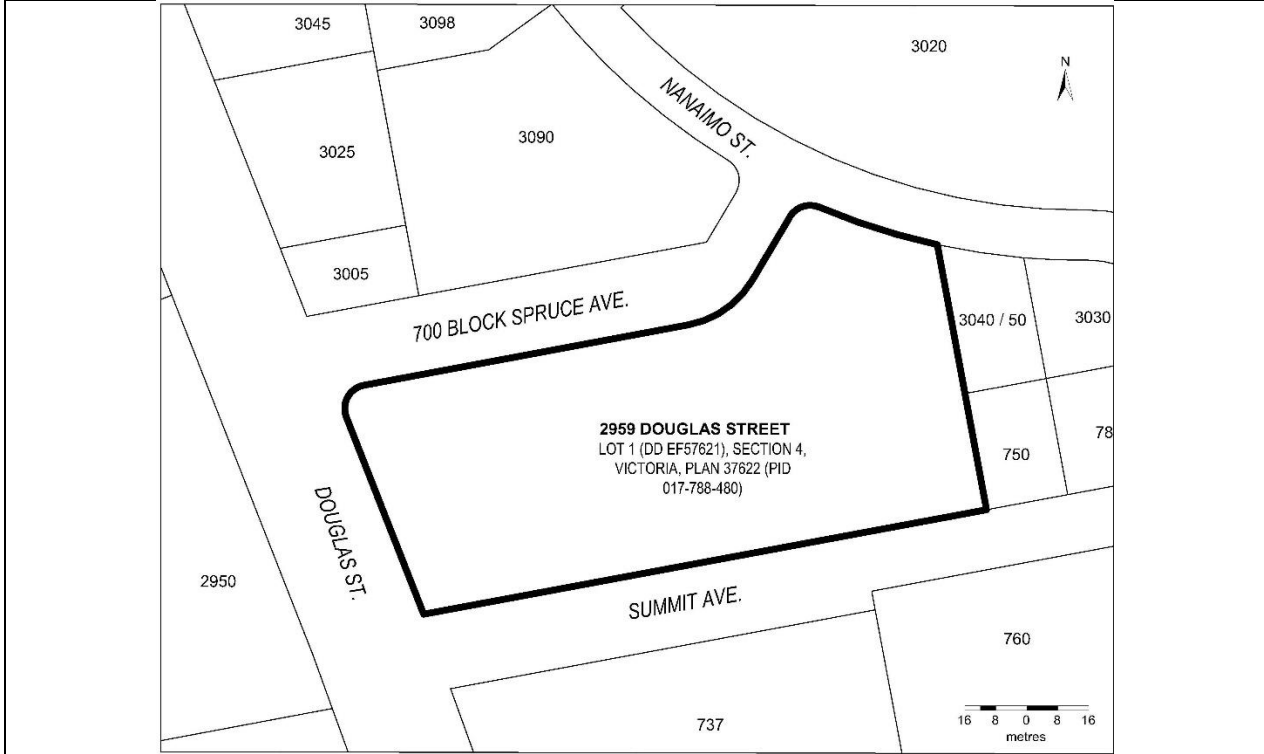 3045
3098
3020
N
NANAIMO ST.
3025
3090
3005
700 BLOCK SPRUCE AVE.
3040 / 50
3030
2959 DOUGLAS STREET
LOT 1 (DD EF57621), SECTION 4,
VICTORIA, PLAN 37622 (PID
017-788-480)
750
78
DOUGLAS ST.
2950
SUMMIT AVE.
760
737
16 8 0 8 16
metres